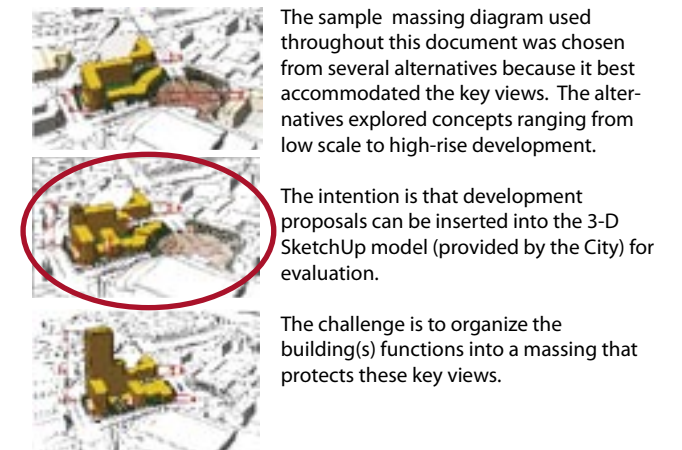 The sample massing diagram used
throughout this document was chosen
from several alternatives because it best
accommodated the key views. The alter-
natives explored concepts ranging from
low scale to high-rise development.
The intention is that development
proposals can be inserted into the 3-D
SketchUp model (provided by the City) for
evaluation.
The challenge is to organize the
building(s) functions into a massing that
protects these key views.